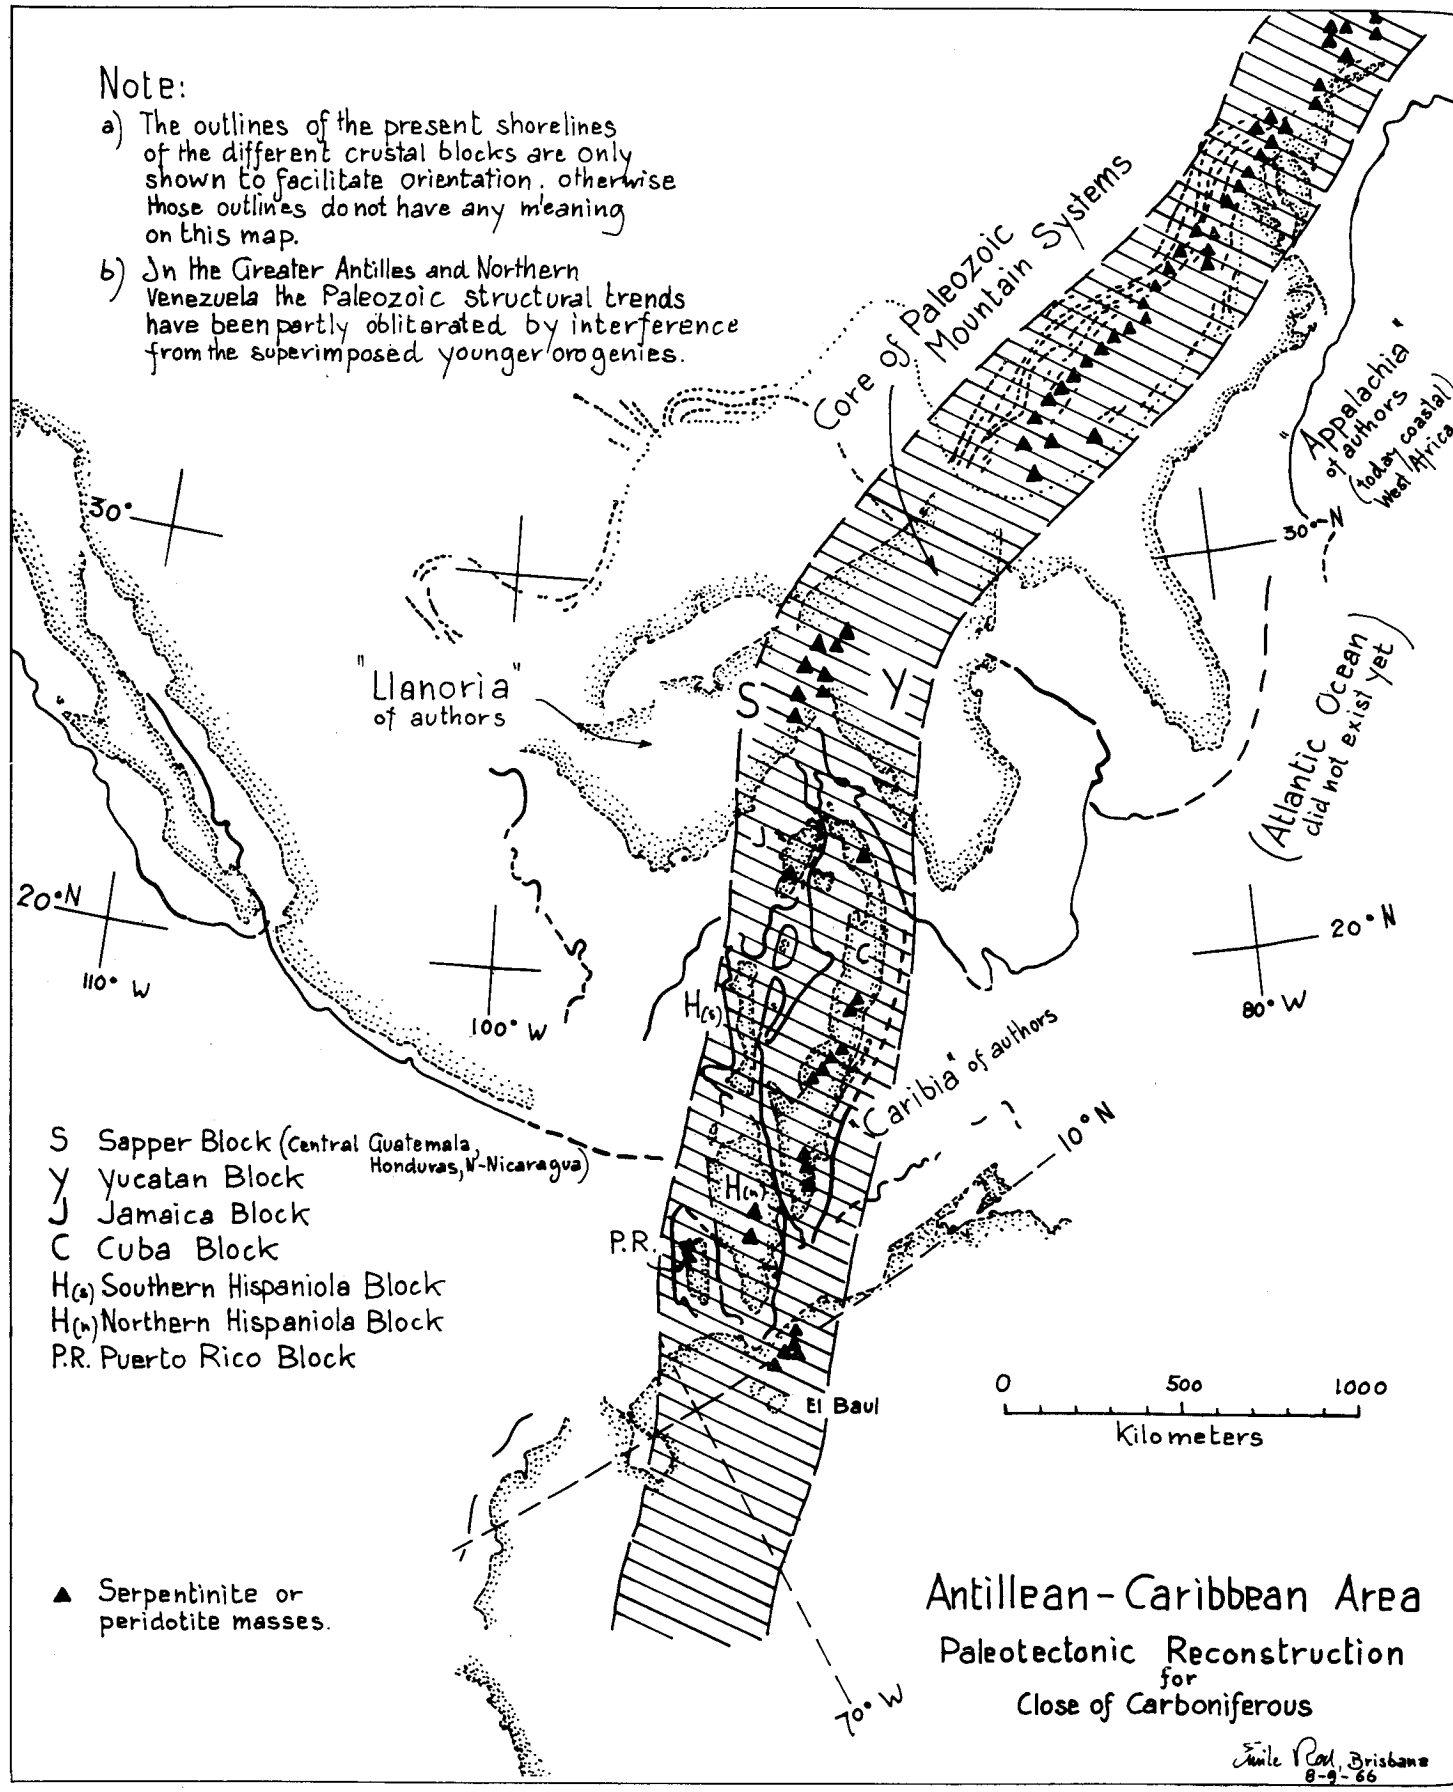 Note:
a) The outlines of the present shorelines
of the different crustal blocks are only
shown to facilitate orientation. otherwise
those outlines do not have any meaning
on this map.
b) In the Greater Antilles and Northern
Venezuela the Paleozoic structural trends
have been partly obliterated by interference
from the superimposed younger orogenies.
Core of Paleozoic
Mountain Systems
"Appalachia"
of authors
(today coastal)
West Africa
30°
30° N
"Llanoria"
of authors
S
Y
(Atlantic Ocean
did not exist yet)
J
C
20° N
20° N
110° W
100° W
80° W
H(s)
"Caribia" of authors
10° N
H(n)
P.R.
S Sapper Block (Central Guatemala,
Honduras, N-Nicaragua)
Y Yucatan Block
J Jamaica Block
C Cuba Block
H(s) Southern Hispaniola Block
H(n) Northern Hispaniola Block
P.R. Puerto Rico Block
El Baul
0 500 1000
Kilometers
▲ Serpentinite or
peridotite masses.
70° W
Antillean-Caribbean Area
Paleotectonic Reconstruction
for
Close of Carboniferous
Emile Rod, Brisbane
8-9-66